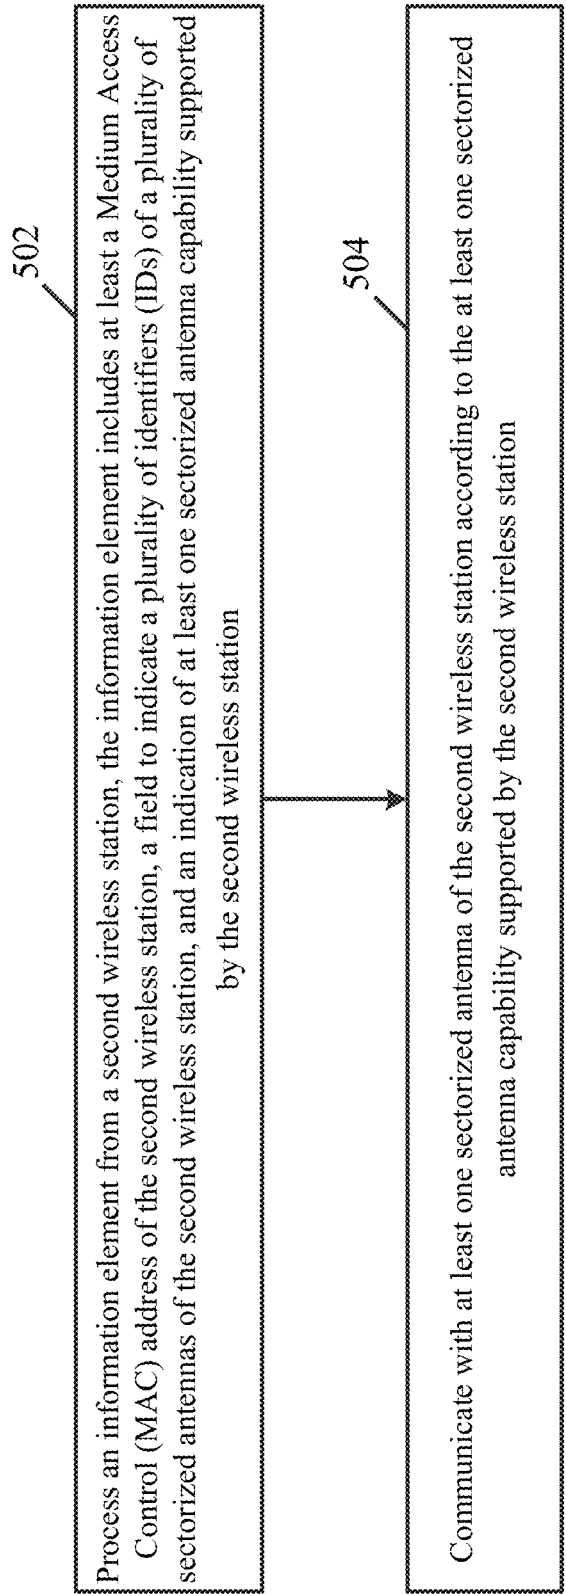 502
Process an information element from a second wireless station, the information element includes at least a Medium Access
Control (MAC) address of the second wireless station, a field to indicate a plurality of identifiers (IDs) of a plurality of
sectorized antennas of the second wireless station, and an indication of at least one sectorized antenna capability supported
by the second wireless station
504
Communicate with at least one sectorized antenna of the second wireless station according to the at least one sectorized
antenna capability supported by the second wireless station